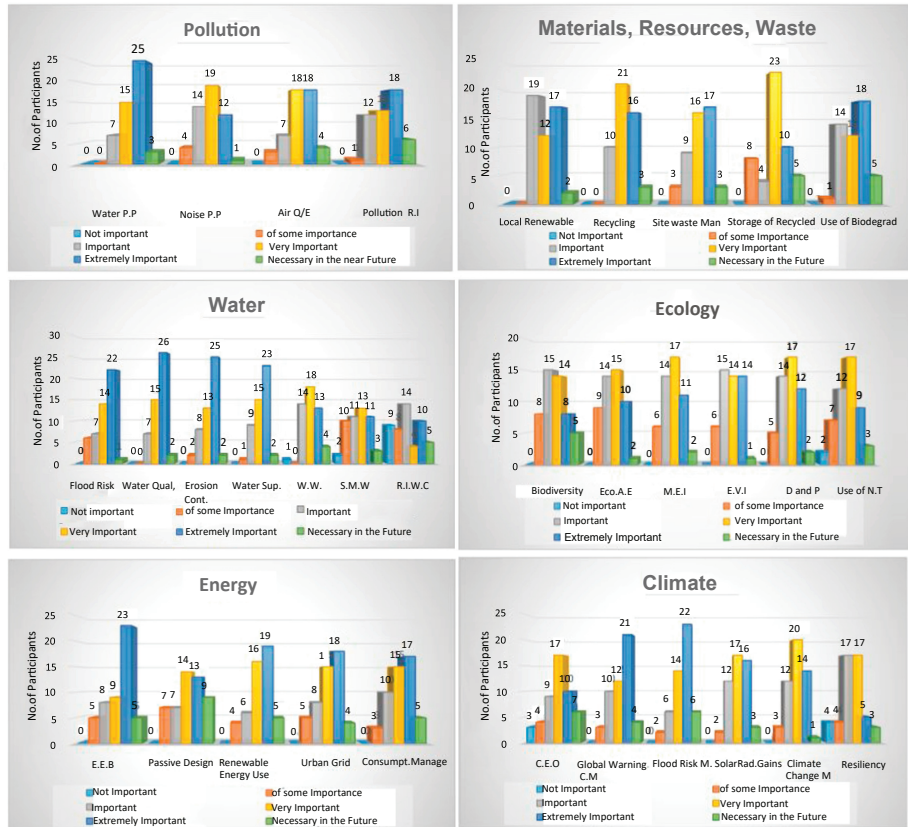 Pollution
No.of Participants
25
20
15
10
5
0
0 0 7 15 25 3
0 4 14 19 12 1
0 3 7 18 18 4
0 1 12 18 6
Water P.P Noise P.P Air Q/E Pollution R.I
Not important of some importance
Important Very Important
Extremely Important Necessary in the near Future
Materials, Resources, Waste
No.of Participants
25
20
15
10
5
0
0 0 19 12 17 2
0 0 10 21 16 3
0 3 9 16 17 3
0 8 4 23 10 5
0 1 14 18 5
Local Renewable Recycling Site waste Man Storage of Recycled Use of Biodegrad
Not Important of some Importance
Important Very Important
Extremely Important Necessary in the Future
Water
30
25
20
15
10
5
0
0 6 7 14 22 1
0 0 7 15 26 2
0 2 8 13 25 2
0 1 9 15 23 2
1 0 14 18 13 4
2 10 11 13 11 3
9 8 14 4 10 5
Flood Risk Water Qual, Erosion Water Sup. W.W. S.M.W R.I.W.C
Cont.
Not important of some Importance Important
Very Important Extremely Important Necessary in the Future
Ecology
20
15
10
5
0
0 8 15 14 8 5
0 9 14 15 10 1
0 6 14 17 11 2
0 6 15 14 14 1
0 5 14 17 12 2
2 7 12 17 9 3
Biodiversity Eco.A.E M.E.I E.V.I D and P Use of N.T
Not important of some Importance
Important Very Important
Extremely Important Necessary in the Future
Energy
No.of Participants
25
20
15
10
5
0
0 5 8 9 23 5
0 7 7 14 13 9
0 4 6 16 19 5
0 5 8 1 18 4
0 3 10 15 17 5
E.E.B Passive Design Renewable Urban Grid Consumpt.Manage
Energy Use
Not Important of some Importance
Important Very Important
Extremely Important Necessary in the Future
Climate
No.of Participants
25
20
15
10
5
0
3 4 9 17 10 7
0 3 10 12 21 4
0 2 6 14 22 6
0 2 12 17 16 3
0 3 12 20 14 1
4 4 17 17 5 3
C.E.O Global Warning Flood Risk M. SolarRad.Gains Climate Resiliency
C.M Change M
Not Important of some Importance
Important Very Important
Extremely Important Necessary in the Future